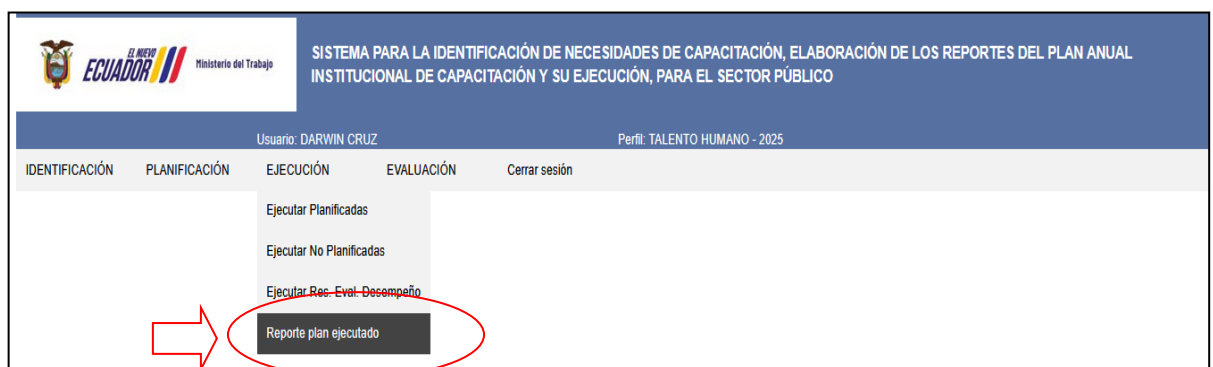 EL NUEVO
ECUADOR
Ministerio del Trabajo
SISTEMA PARA LA IDENTIFICACIÓN DE NECESIDADES DE CAPACITACIÓN, ELABORACIÓN DE LOS REPORTES DEL PLAN ANUAL
INSTITUCIONAL DE CAPACITACIÓN Y SU EJECUCIÓN, PARA EL SECTOR PÚBLICO
Usuario: DARWIN CRUZ Perfil: TALENTO HUMANO - 2025
IDENTIFICACIÓN PLANIFICACIÓN EJECUCIÓN EVALUACIÓN Cerrar sesión
Ejecutar Planificadas
Ejecutar No Planificadas
Ejecutar Res. Eval. Desempeño
Reporte plan ejecutado